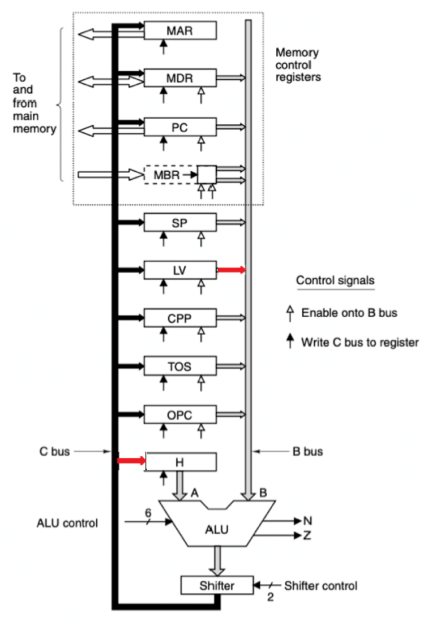 MAR
Memory
control
registers
To
and
from
main
memory
MDR
PC
MBR
SP
LV
Control signals
Enable onto B bus
CPP
Write C bus to register
TOS
OPC
C bus
B bus
H
A
B
ALU control
6
ALU
N
Z
Shifter
Shifter control
2